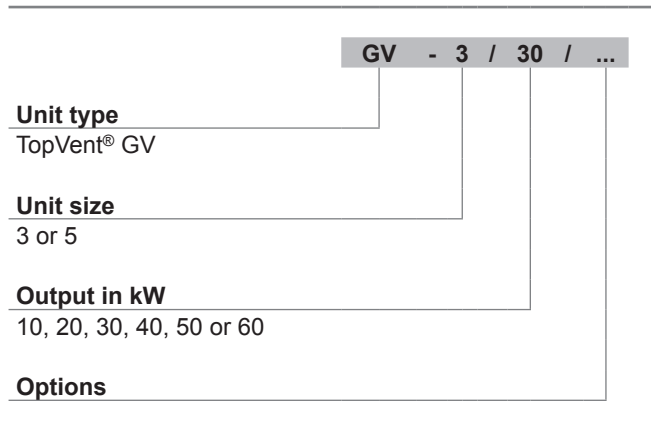 GV - 3 / 30 / ...
Unit type
TopVent® GV
Unit size
3 or 5
Output in kW
10, 20, 30, 40, 50 or 60
Options